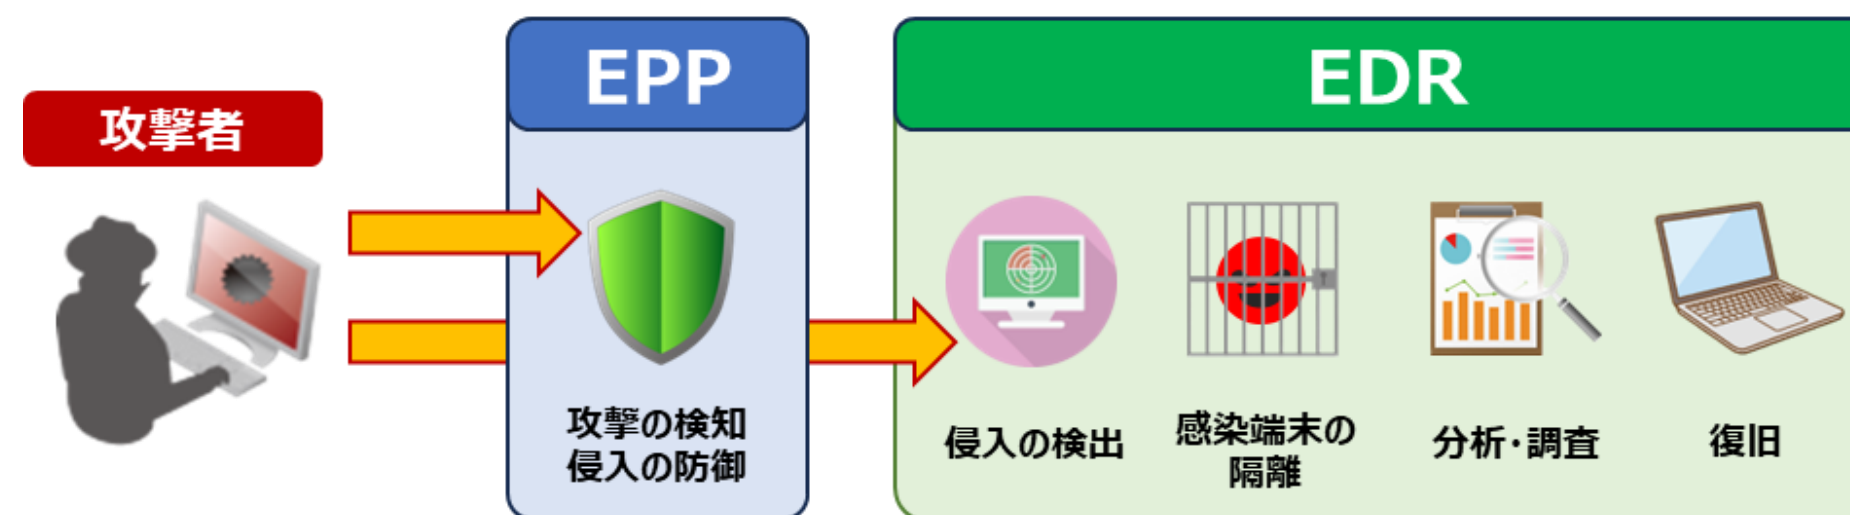 攻撃者
EPP
攻撃の検知
侵入の防御
EDR
侵入の検出
感染端末の
隔離
分析・調査
復旧